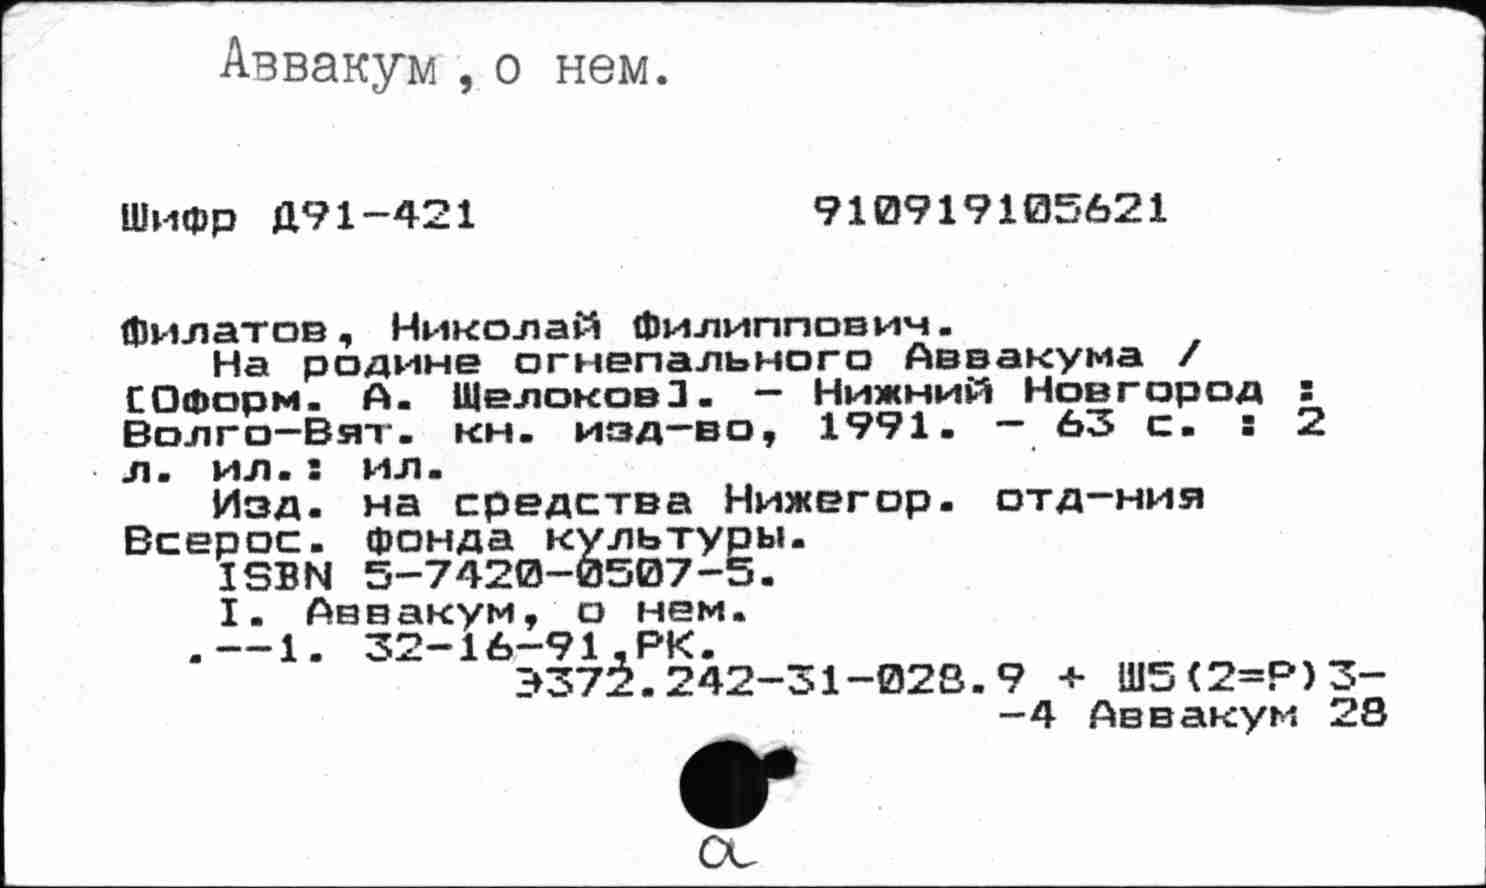 Аввакум, о нем.
Шифр Д91-421 910919105621
Филатов, Николай Филиппович.
На родине огнепального Аввакума /
[Оформ. А. Щелоков]. - Нижний Новгород :
Волго-Вят. кн. изд-во, 1991. - 63 с. : 2
л. ил.: ил.
Изд. на средства Нижегор. отд-ния
Всерос. фонда культуры.
ISBN 5-7420-0507-5.
I. Аввакум, о нем.
.--1. 32-16-91.РК.
Э372.242-31-028.9 + Ш5(2=Р)3-
-4 Аввакум 28
а